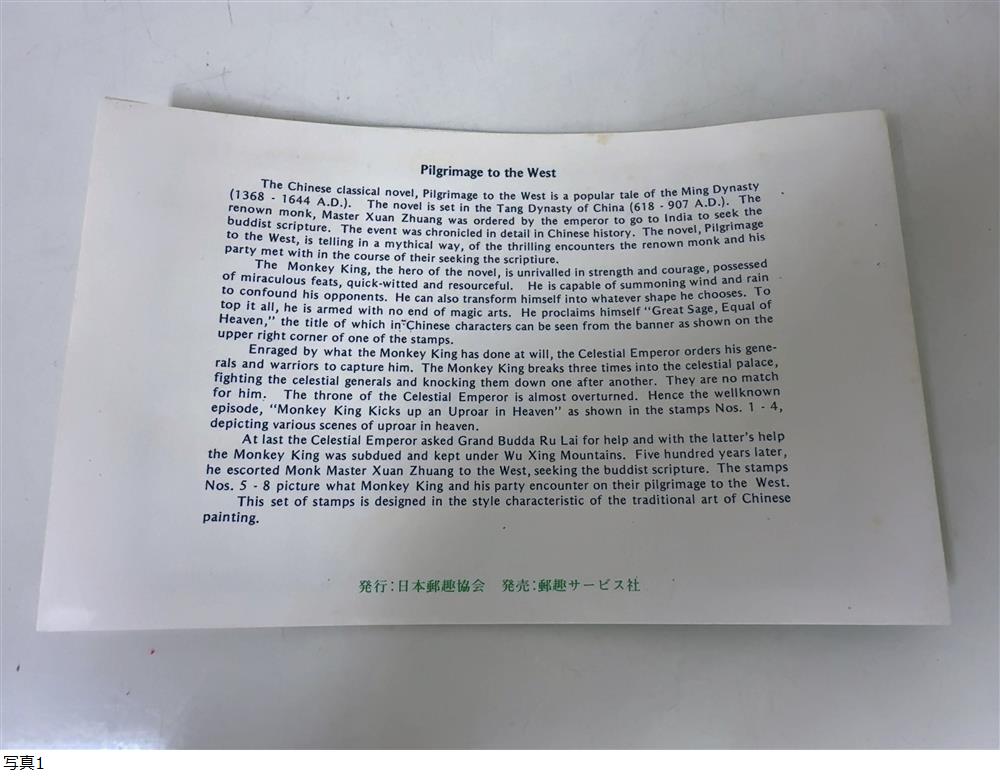 Pilgrimage to the West
The Chinese classical novel, Pilgrimage to the West is a popular tale of the Ming Dynasty
(1368 - 1644 A.D.). The novel is set in the Tang Dynasty of China (618 - 907 A.D.). The
renown monk, Master Xuan Zhuang was ordered by the emperor to go to India to seek the
buddist scripture. The event was chronicled in detail in Chinese history. The novel, Pilgrimage
to the West, is telling in a mythical way, of the thrilling encounters the renown monk and his
party met with in the course of their seeking the scriptiure.
The Monkey King, the hero of the novel, is unrivalled in strength and courage, possessed
of miraculous feats, quick-witted and resourceful. He is capable of summoning wind and rain
to confound his opponents. He can also transform himself into whatever shape he chooses. To
top it all, he is armed with no end of magic arts. He proclaims himself "Great Sage, Equal of
Heaven," the title of which in Chinese characters can be seen from the banner as shown on the
upper right corner of one of the stamps.
Enraged by what the Monkey King has done at will, the Celestial Emperor orders his gene-
rals and warriors to capture him. The Monkey King breaks three times into the celestial palace,
fighting the celestial generals and knocking them down one after another. They are no match
for him. The throne of the Celestial Emperor is almost overturned. Hence the wellknown
episode, "Monkey King Kicks up an Uproar in Heaven" as shown in the stamps Nos. 1 - 4,
depicting various scenes of uproar in heaven.
At last the Celestial Emperor asked Grand Budda Ru Lai for help and with the latter's help
the Monkey King was subdued and kept under Wu Xing Mountains. Five hundred years later,
he escorted Monk Master Xuan Zhuang to the West, seeking the buddist scripture. The stamps
Nos. 5 - 8 picture what Monkey King and his party encounter on their pilgrimage to the West.
This set of stamps is designed in the style characteristic of the traditional art of Chinese
painting.
発行:日本郵趣協会 発売:郵趣サービス社
写真1